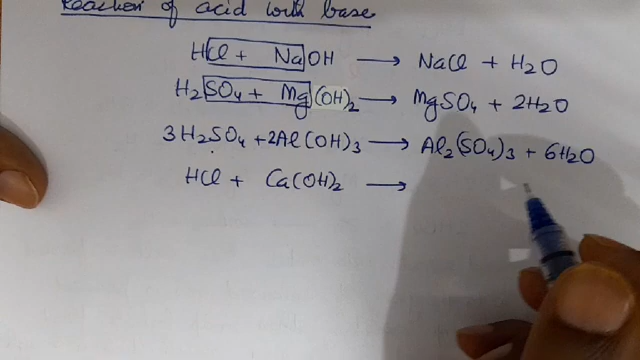 Reaction of acid with base
HCl + NaOH → NaCl + H₂O
H₂SO₄ + Mg(OH)₂ → MgSO₄ + 2H₂O
3H₂SO₄ + 2Al(OH)₃ → Al₂(SO₄)₃ + 6H₂O
HCl + Ca(OH)₂ →